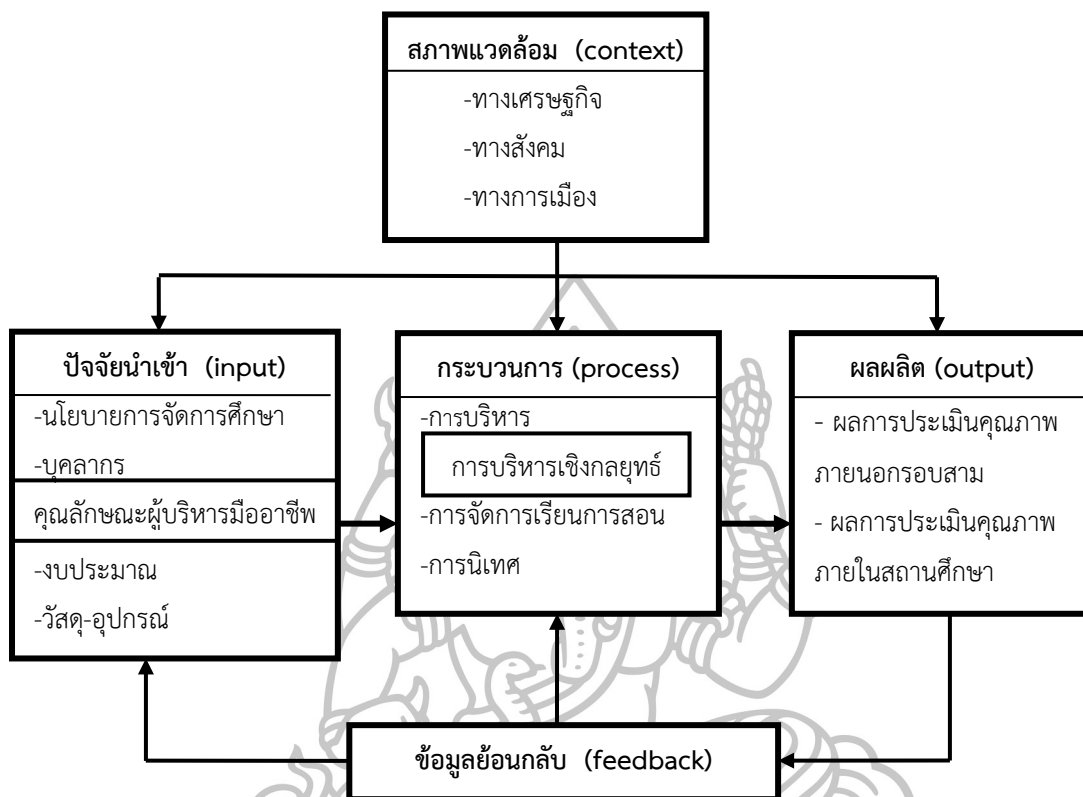 สภาพแวดล้อม (context)
-ทางเศรษฐกิจ
-ทางสังคม
-ทางการเมือง
ปัจจัยนำเข้า (input)
-นโยบายการจัดการศึกษา
-บุคลากร
คุณลักษณะผู้บริหารมืออาชีพ
-งบประมาณ
-วัสดุ-อุปกรณ์
กระบวนการ (process)
-การบริหาร
การบริหารเชิงกลยุทธ์
-การจัดการเรียนการสอน
-การนิเทศ
ผลผลิต (output)
- ผลการประเมินคุณภาพ
ภายนอกรอบสาม
- ผลการประเมินคุณภาพ
ภายในสถานศึกษา
ข้อมูลย้อนกลับ (feedback)